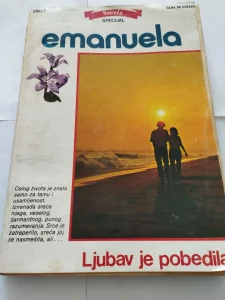 SPECIJAL
emanuela
Celog života je znala
samo za tamu i
usamljenost.
Iznenada sreće
njega, veselog,
šarmantnog, punog
razumevanja. Srce je
zatreperilo, sreća joj
se nasmešila, ali...
Ljubav je pobedila